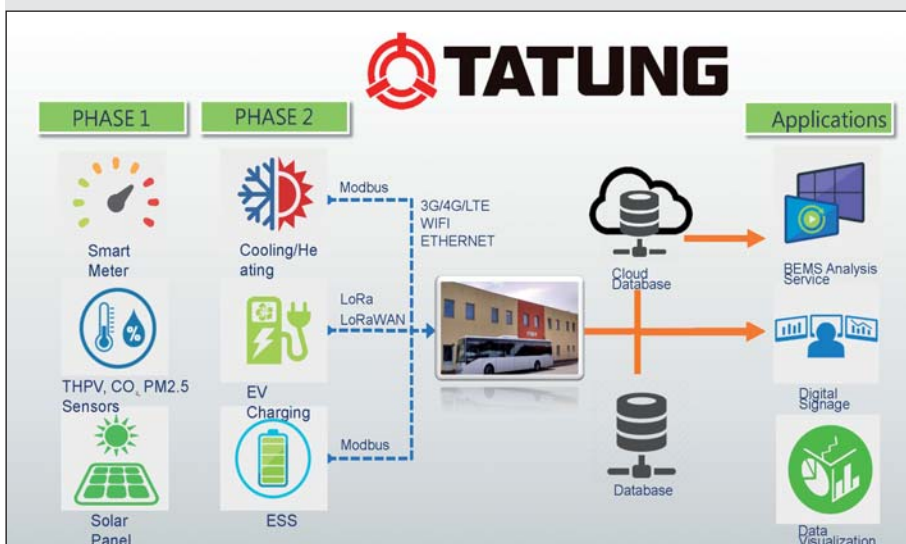 TATUNG
PHASE 1
PHASE 2
Applications
Smart
Meter
THPV, CO, PM2.5
Sensors
Solar
Panel
Cooling/He
ating
EV
Charging
ESS
Modbus
LoRa
LoRaWAN
Modbus
3G/4G/LTE
WIFI
ETHERNET
Cloud
Database
Database
BEMS Analysis
Service
Digital
Signage
Data
Visualization